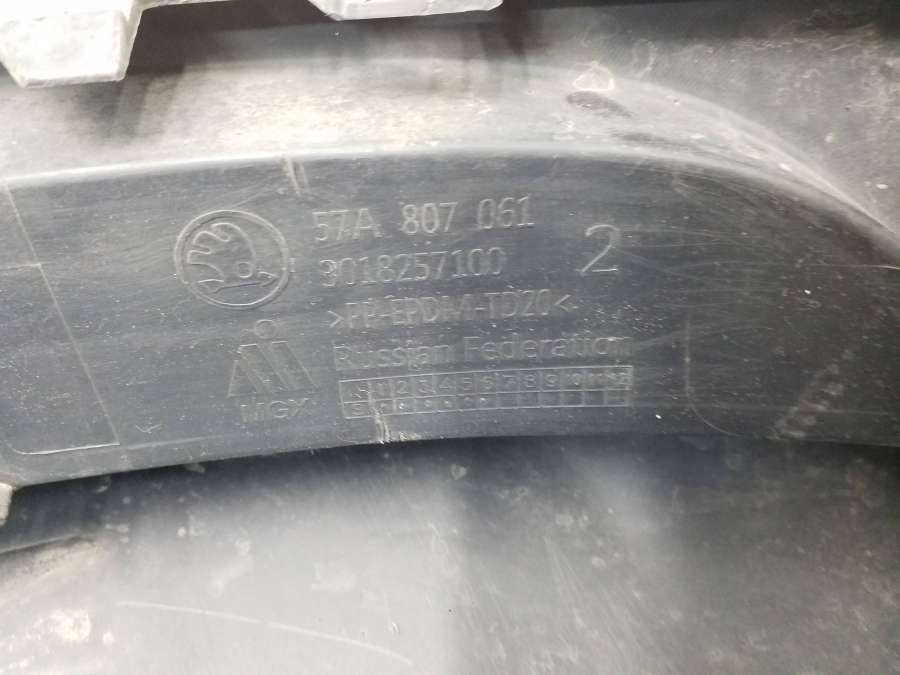 57A 807 061
3018257100
2
>PP-EPDM-TD20<
Russian Federation
MGX
1 2 3 4 5 6 7 8 9 10 11 12